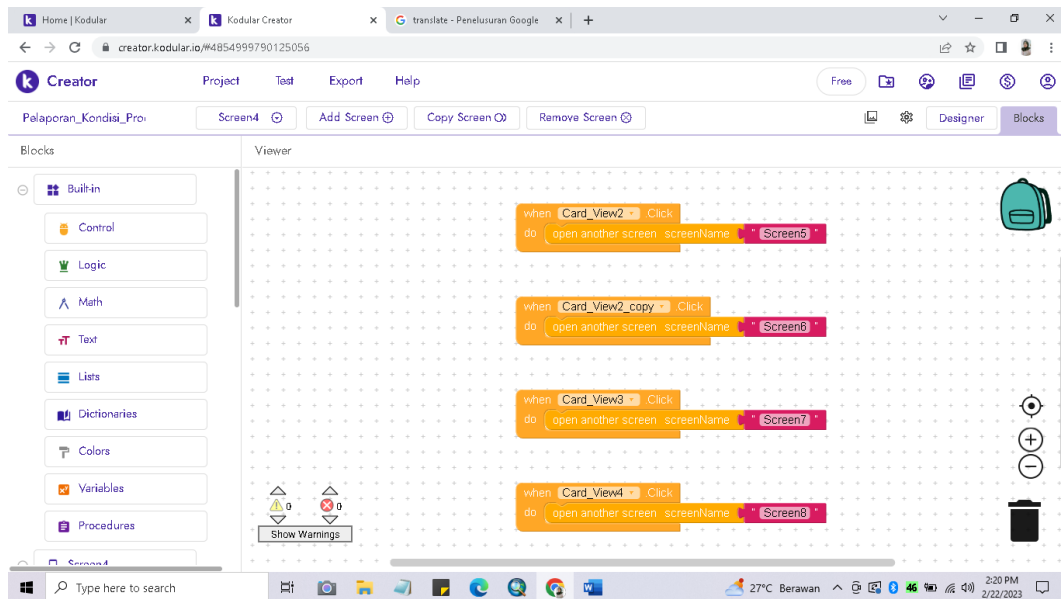 Home | Kodular
Kodular Creator
translate - Penelusuran Google
creator.kodular.io/#4854999790125056
Creator Project Test Export Help Free
Pelaporan_Kondisi_Pro
Screen4 Add Screen Copy Screen Remove Screen Designer Blocks
Blocks
Viewer
Built-in
Control
Logic
Math
Text
Lists
Dictionaries
Colors
Variables
Procedures
Screen4
when Card_View2 .Click
do open another screen screenName " Screen5 "
when Card_View2_copy .Click
do open another screen screenName " Screen6 "
when Card_View3 .Click
do open another screen screenName " Screen7 "
when Card_View4 .Click
do open another screen screenName " Screen8 "
0 0
Show Warnings
Type here to search
27°C Berawan
46
2:20 PM
2/22/2023